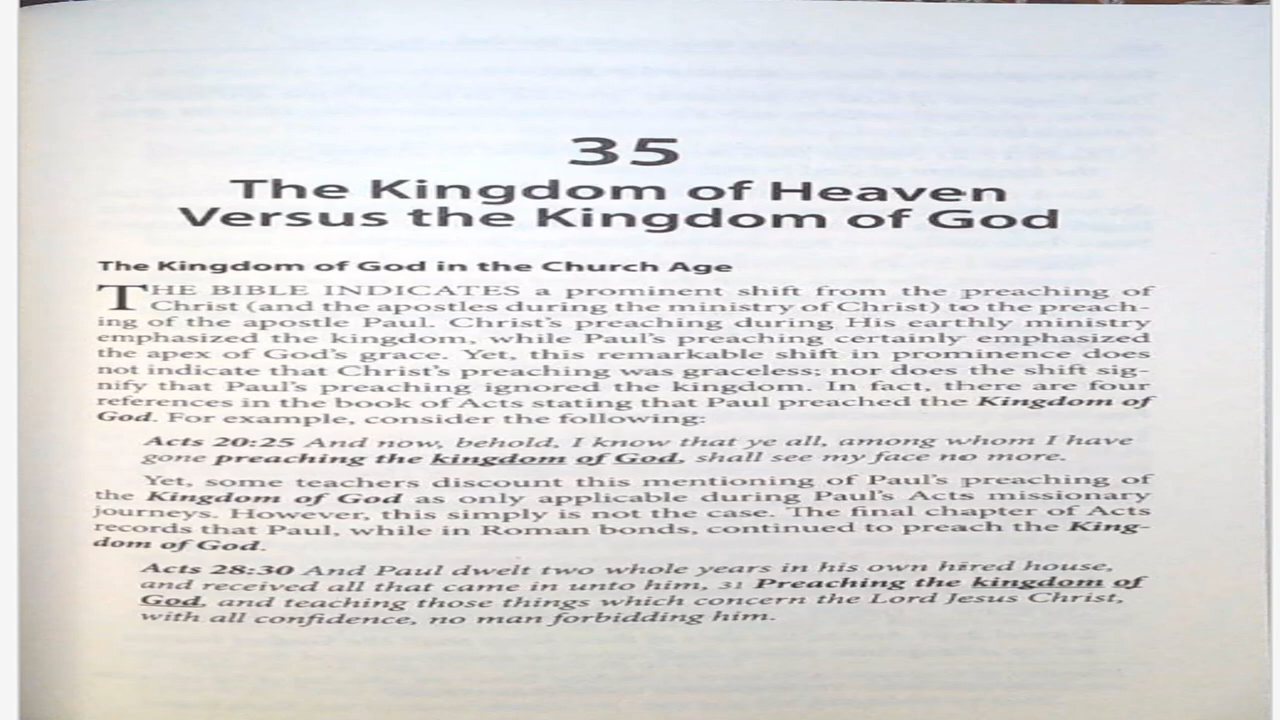 35
The Kingdom of Heaven
Versus the Kingdom of God
The Kingdom of God in the Church Age
THE BIBLE INDICATES a prominent shift from the preaching of
Christ (and the apostles during the ministry of Christ) to the preach-
ing of the apostle Paul. Christ's preaching during His earthly ministry
emphasized the kingdom, while Paul's preaching certainly emphasized
the apex of God's grace. Yet, this remarkable shift in prominence does
not indicate that Christ's preaching was graceless; nor does the shift sig-
nify that Paul's preaching ignored the kingdom. In fact, there are four
references in the book of Acts stating that Paul preached the Kingdom of
God. For example, consider the following:
Acts 20:25 And now, behold, I know that ye all, among whom I have
gone preaching the kingdom of God, shall see my face no more.
Yet, some teachers discount this mentioning of Paul's preaching of
the Kingdom of God as only applicable during Paul's Acts missionary
journeys. However, this simply is not the case. The final chapter of Acts
records that Paul, while in Roman bonds, continued to preach the King-
dom of God.
Acts 28:30 And Paul dwelt two whole years in his own hired house,
and received all that came in unto him, 31 Preaching the kingdom of
God, and teaching those things which concern the Lord Jesus Christ,
with all confidence, no man forbidding him.